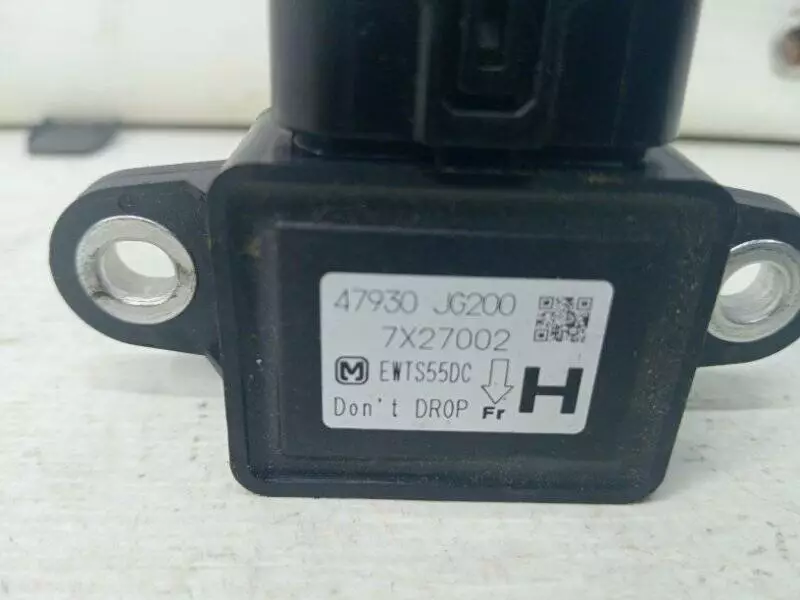 47930 JG200
7X27002
M EWTS55DC
Don't DROP Fr H